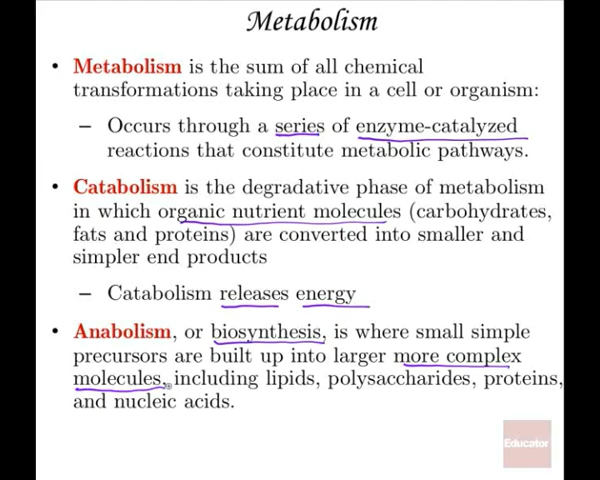 Metabolism
• Metabolism is the sum of all chemical
transformations taking place in a cell or organism:
– Occurs through a series of enzyme-catalyzed
reactions that constitute metabolic pathways.
• Catabolism is the degradative phase of metabolism
in which organic nutrient molecules (carbohydrates,
fats and proteins) are converted into smaller and
simpler end products
– Catabolism releases energy
• Anabolism, or biosynthesis, is where small simple
precursors are built up into larger more complex
molecules, including lipids, polysaccharides, proteins,
and nucleic acids.
Educator